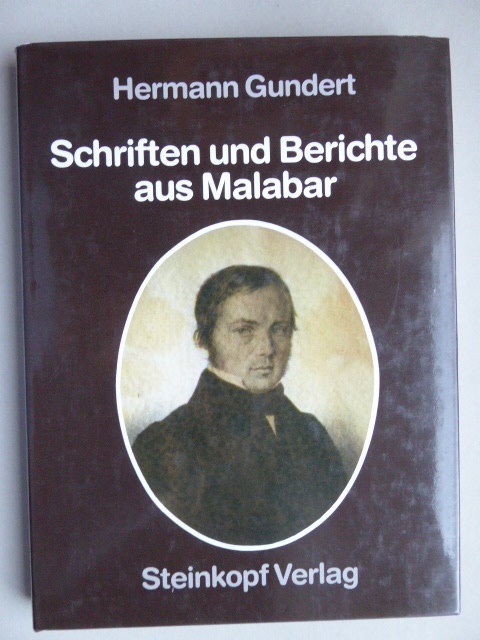 Hermann Gundert
Schriften und Berichte
aus Malabar
Steinkopf Verlag